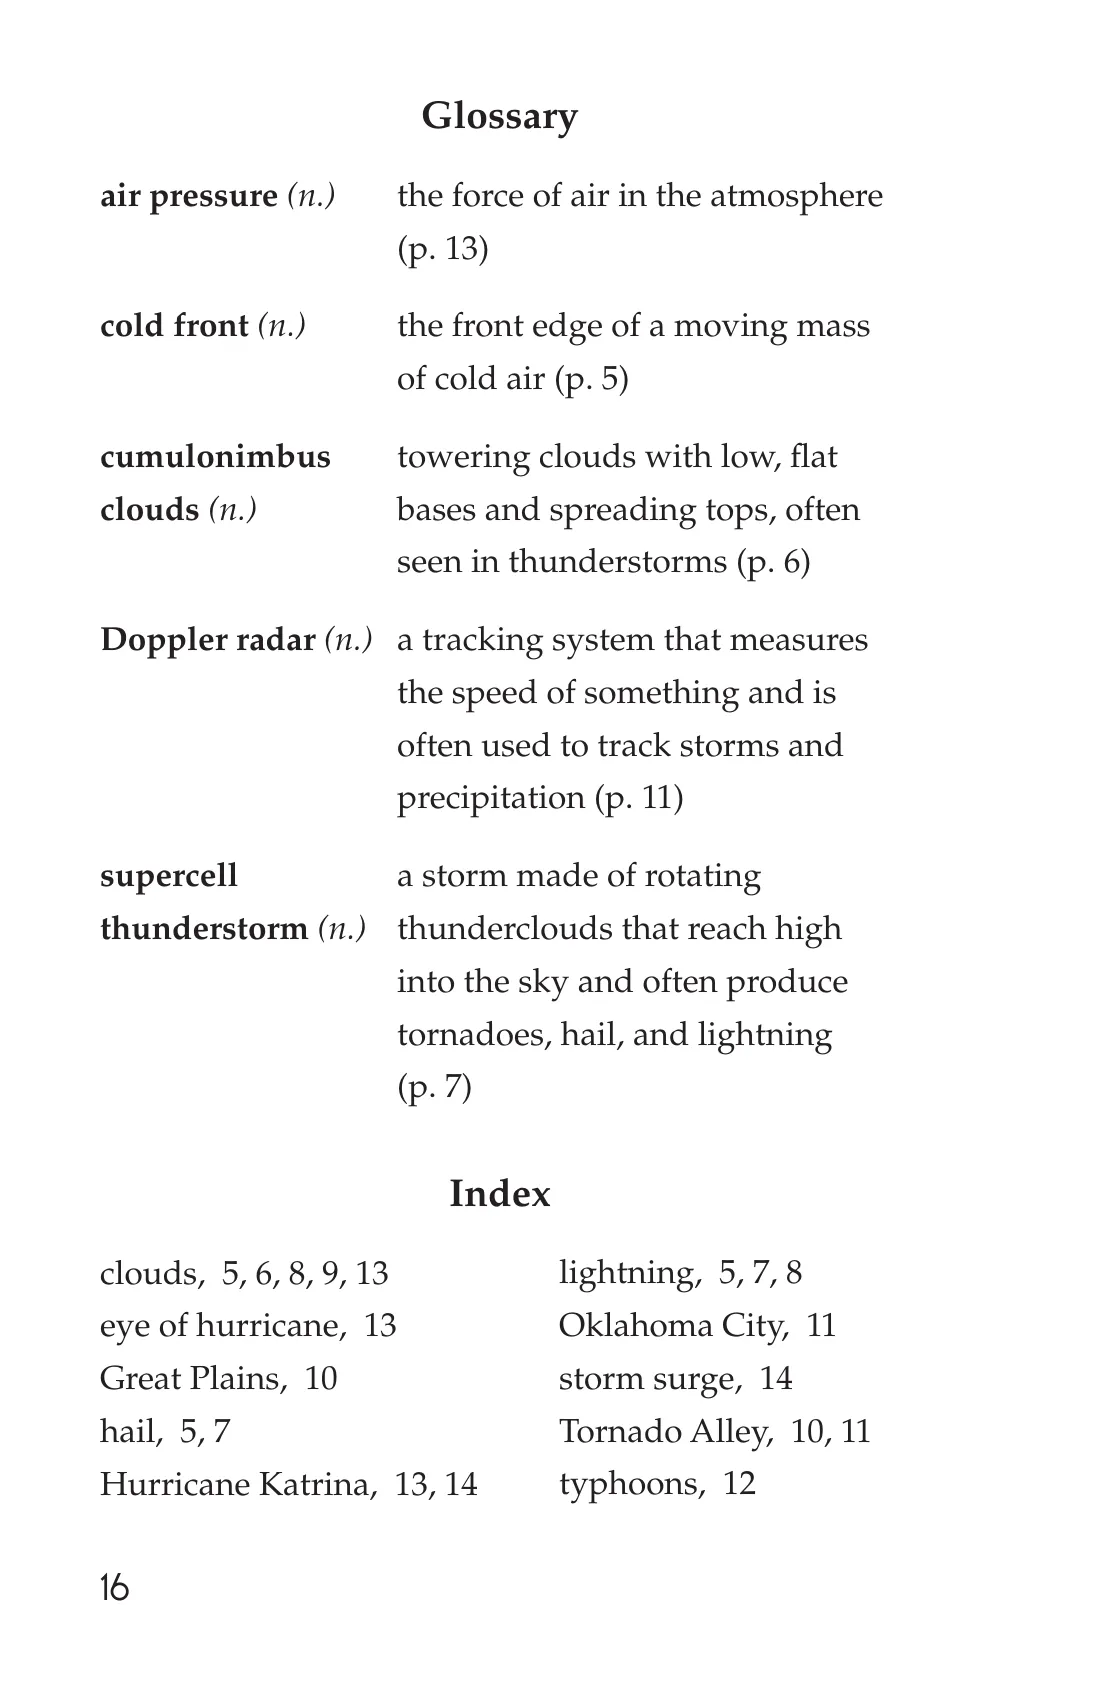 Glossary
air pressure (n.) the force of air in the atmosphere
(p. 13)
cold front (n.) the front edge of a moving mass
of cold air (p. 5)
cumulonimbus towering clouds with low, flat
clouds (n.) bases and spreading tops, often
seen in thunderstorms (p. 6)
Doppler radar (n.) a tracking system that measures
the speed of something and is
often used to track storms and
precipitation (p. 11)
supercell a storm made of rotating
thunderstorm (n.) thunderclouds that reach high
into the sky and often produce
tornadoes, hail, and lightning
(p. 7)
Index
clouds, 5, 6, 8, 9, 13
eye of hurricane, 13
Great Plains, 10
hail, 5, 7
Hurricane Katrina, 13, 14
lightning, 5, 7, 8
Oklahoma City, 11
storm surge, 14
Tornado Alley, 10, 11
typhoons, 12
16